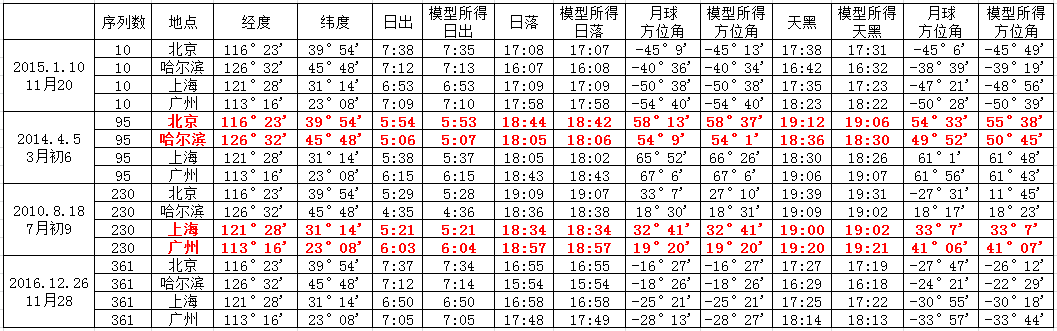 序列数 地点 经度 纬度 日出 模型所得日出 日落 模型所得日落 月球方位角 模型所得方位角 天黑 模型所得天黑 月球方位角 模型所得方位角
2015.1.10 11月20
10 北京 116°23’ 39°54’ 7:38 7:35 17:08 17:07 -45°9’ -45°13’ 17:38 17:31 -45°6’ -45°49’
10 哈尔滨 126°32’ 45°48’ 7:12 7:13 16:07 16:08 -40°36’ -40°34’ 16:42 16:32 -38°39’ -39°19’
10 上海 121°28’ 31°14’ 6:53 6:53 17:09 17:09 -50°38’ -50°38’ 17:35 17:23 -47°21’ -48°56’
10 广州 113°16’ 23°08’ 7:09 7:10 17:58 17:58 -54°40’ -54°40’ 18:23 18:22 -50°28’ -50°39’
2014.4.5 3月初6
95 北京 116°23’ 39°54’ 5:54 5:53 18:44 18:42 58°13’ 58°37’ 19:12 19:06 54°33’ 55°38’
95 哈尔滨 126°32’ 45°48’ 5:06 5:07 18:05 18:06 54°9’ 54°1’ 18:36 18:30 49°52’ 50°45’
95 上海 121°28’ 31°14’ 5:38 5:37 18:05 18:02 65°52’ 66°26’ 18:30 18:26 61°1’ 61°48’
95 广州 113°16’ 23°08’ 6:15 6:15 18:43 18:43 67°6’ 67°6’ 19:06 19:07 61°56’ 61°43’
2010.8.18 7月初9
230 北京 116°23’ 39°54’ 5:29 5:28 19:09 19:07 33°7’ 27°10’ 19:39 19:31 -27°31’ 11°45’
230 哈尔滨 126°32’ 45°48’ 4:35 4:36 18:36 18:38 18°30’ 18°31’ 19:09 19:02 18°17’ 18°23’
230 上海 121°28’ 31°14’ 5:21 5:21 18:34 18:34 32°41’ 32°41’ 19:00 19:02 33°7’ 33°7’
230 广州 113°16’ 23°08’ 6:03 6:04 18:57 18:57 19°20’ 19°20’ 19:20 19:21 41°06’ 41°07’
2016.12.26 11月28
361 北京 116°23’ 39°54’ 7:37 7:34 16:55 16:55 -16°27’ -16°27’ 17:27 17:19 -27°47’ -26°12’
361 哈尔滨 126°32’ 45°48’ 7:12 7:14 15:54 15:54 -18°26’ -18°26’ 16:29 16:18 -24°21’ -22°29’
361 上海 121°28’ 31°14’ 6:50 6:50 16:58 16:58 -25°21’ -25°21’ 17:25 17:22 -30°55’ -30°18’
361 广州 113°16’ 23°08’ 7:05 7:05 17:48 17:49 -28°13’ -28°27’ 18:14 18:13 -33°57’ -33°44’